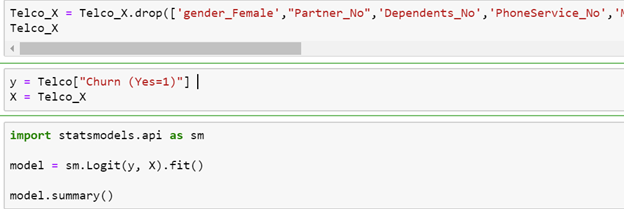 Telco_X = Telco_X.drop(['gender_Female',"Partner_No",'Dependents_No','PhoneService_No','
Telco_X
y = Telco["Churn (Yes=1)"]
X = Telco_X
import statsmodels.api as sm
model = sm.Logit(y, X).fit()
model.summary()